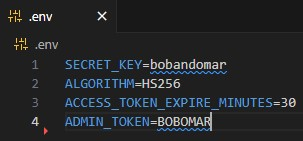 .env
.env
1 SECRET_KEY=bobandomar
2 ALGORITHM=HS256
3 ACCESS_TOKEN_EXPIRE_MINUTES=30
4 ADMIN_TOKEN=BOBOMAR